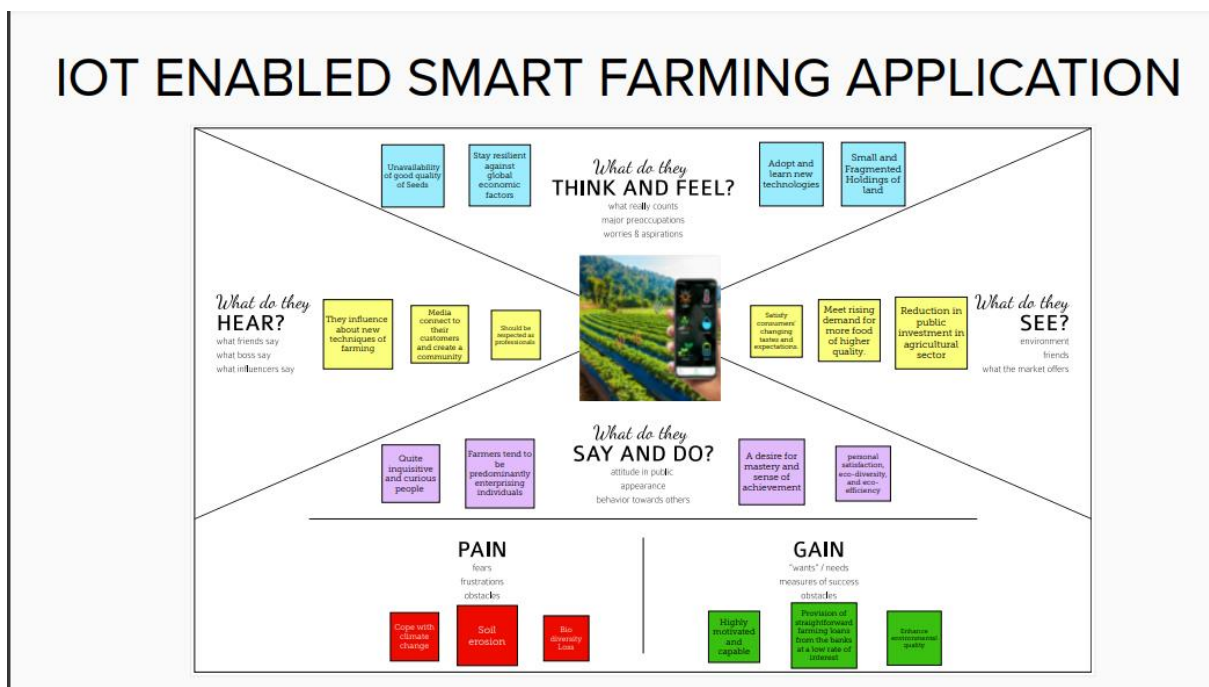 IOT ENABLED SMART FARMING APPLICATION
Unavailability
of good quality
of Seeds
Stay resilient
against
global
economic
factors
What do they
THINK AND FEEL?
what really counts
major preoccupations
worries & aspirations
Adopt and
learn new
technologies
Small and
Fragmented
Holdings of
land
What do they
HEAR?
what friends say
what boss say
what influencers say
They influence
about new
techniques of
farming
Media
connect to
their
customers
and create a
community
Should be
respected as
professionals
Satisfy
consumers'
changing
tastes and
expectations.
Meet rising
demand for
more food
of higher
quality.
Reduction in
public
investment in
agricultural
sector
What do they
SEE?
environment
friends
what the market offers
Quite
inquisitive
and curious
people
Farmers tend to
be
predominantly
enterprising
individuals
What do they
SAY AND DO?
attitude in public
appearance
behavior towards others
A desire for
mastery and
sense of
achievement
personal
satisfaction,
eco-diversity,
and eco-
efficiency
PAIN
fears
frustrations
obstacles
Cope with
climate
change
Soil
erosion
Bio
diversity
Loss
GAIN
"wants" / needs
measures of success
obstacles
Highly
motivated
and
capable
Provision of
straightforward
farming loans
from the banks
at a low rate of
interest
Enhance
environmental
quality